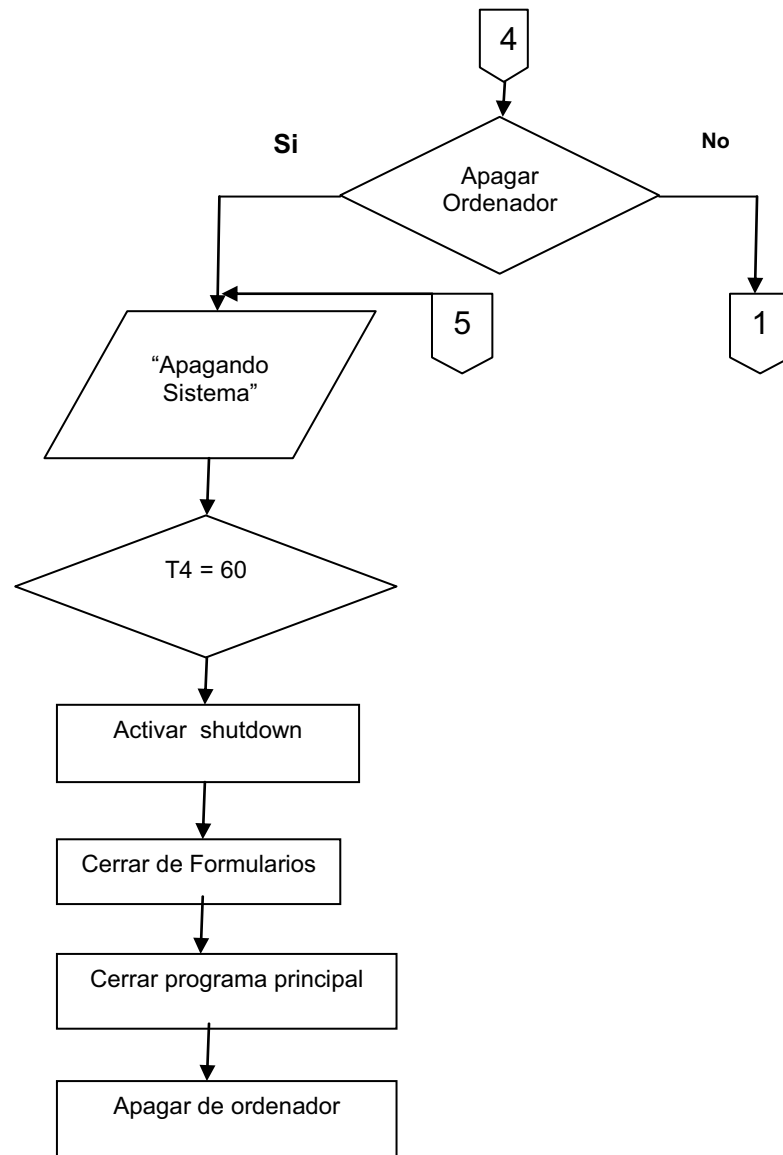 4
Si
No
Apagar
Ordenador
5
1
“Apagando
Sistema”
T4 = 60
Activar shutdown
Cerrar de Formularios
Cerrar programa principal
Apagar de ordenador